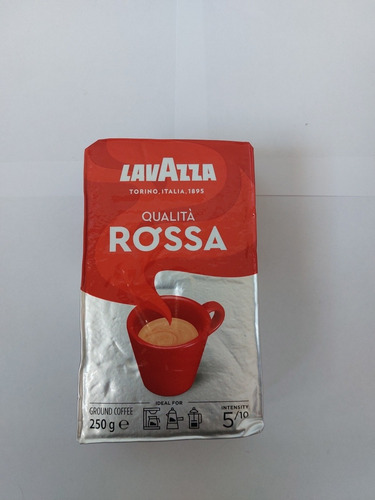 LAVAZZA
TORINO, ITALIA, 1895
QUALITÀ
ROSSA
IDEAL FOR
GROUND COFFEE
250 g ℮
INTENSITY
5/10